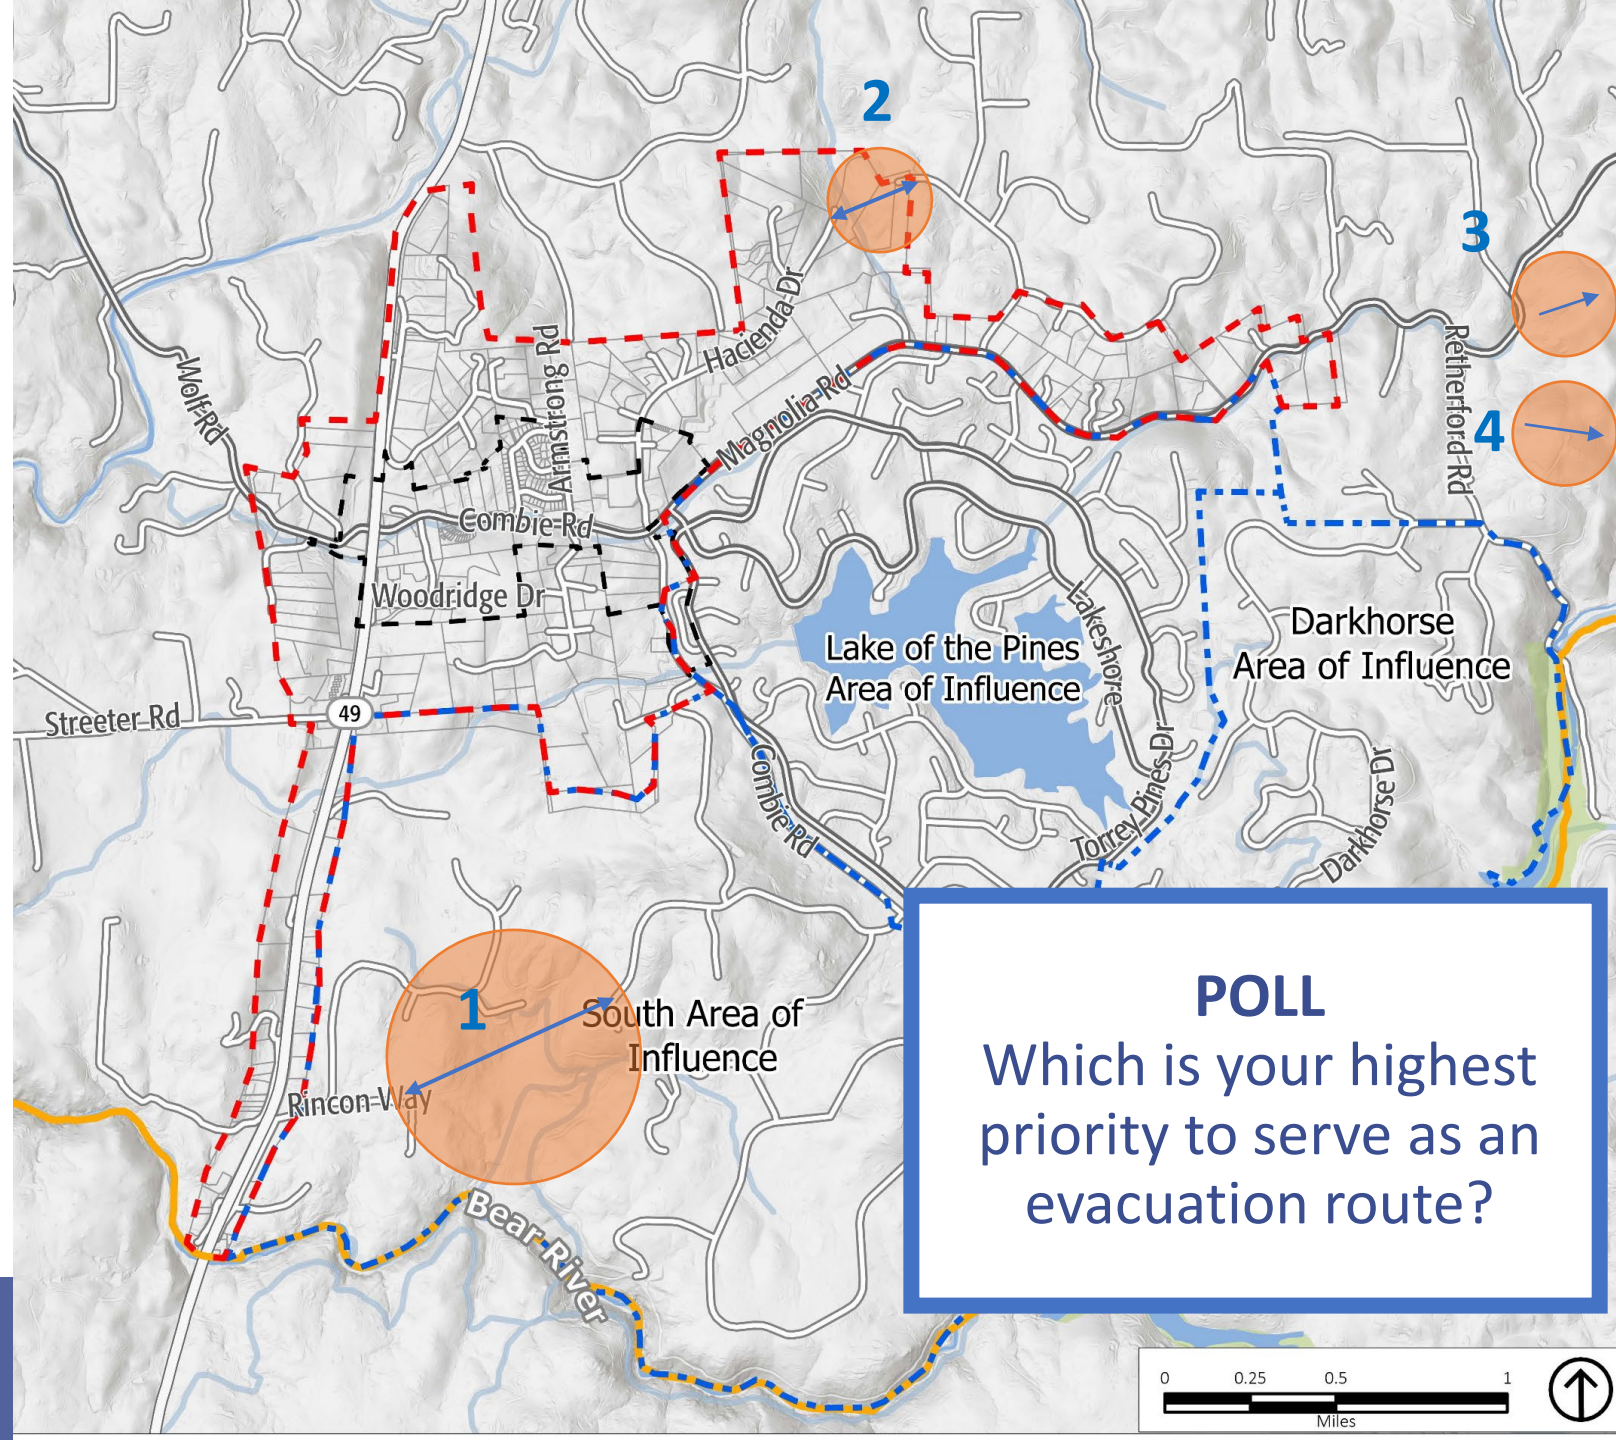 2
3
Hacienda Dr
Retherford Rd
Armstrong Rd
Wolf Rd
Magnolia Rd
4
Combie Rd
Woodridge Dr
Lakeshore
Darkhorse
Area of Influence
Lake of the Pines
Area of Influence
Streeter Rd
49
Torrey Pines Dr
Combie Rd
Darkhorse Dr
1
South Area of
Influence
Rincon Way
Bear River
POLL
Which is your highest
priority to serve as an
evacuation route?
0 0.25 0.5 1
Miles